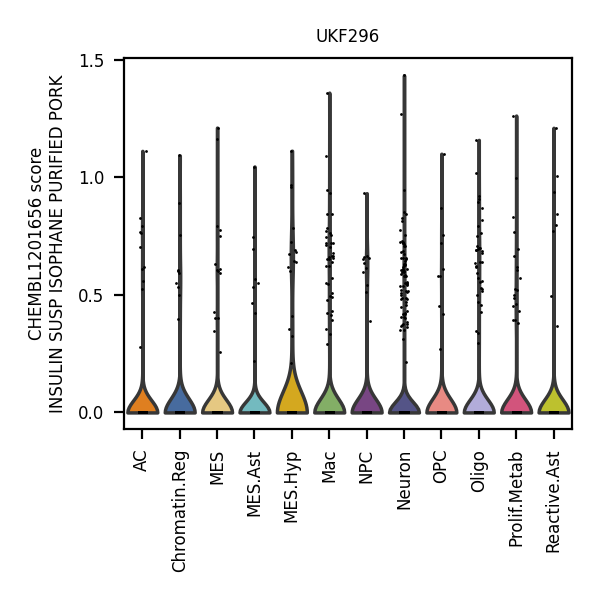 UKF296
CHEMBL1201656 score
INSULIN SUSP ISOPHANE PURIFIED PORK
1.5
1.0
0.5
0.0
AC
Chromatin.Reg
MES
MES.Ast
MES.Hyp
Mac
NPC
Neuron
OPC
Oligo
Prolif.Metab
Reactive.Ast